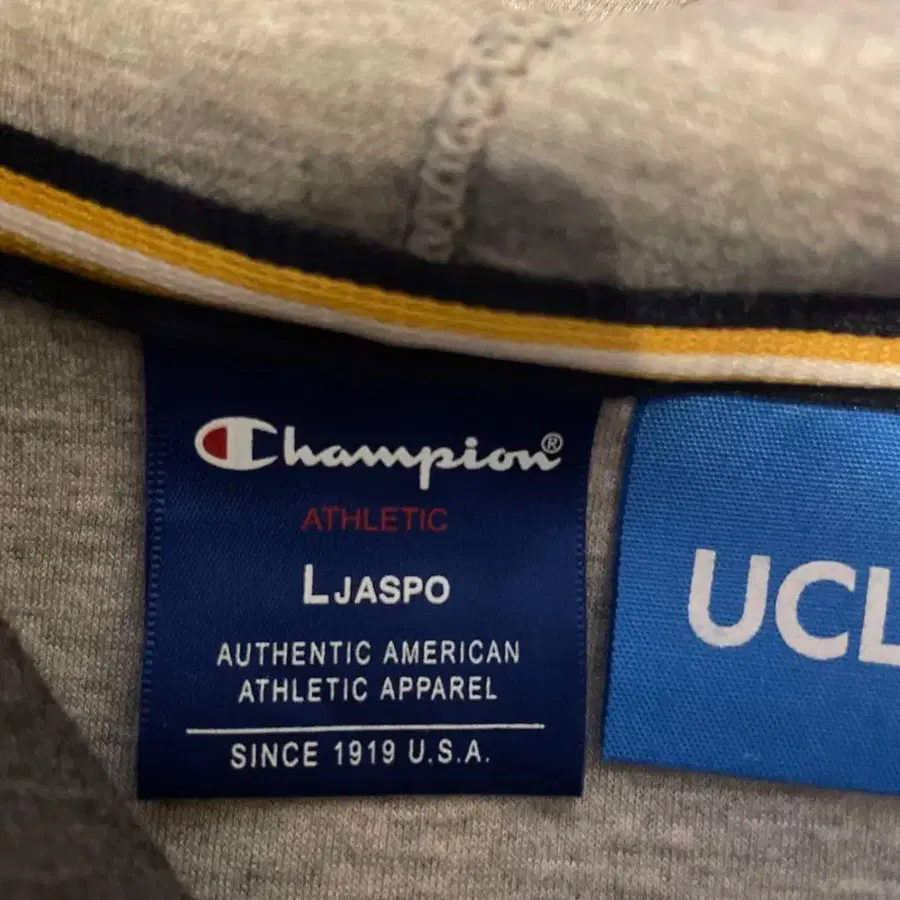 Champion®
ATHLETIC
L JASPO
AUTHENTIC AMERICAN
ATHLETIC APPAREL
SINCE 1919 U.S.A.
UCL